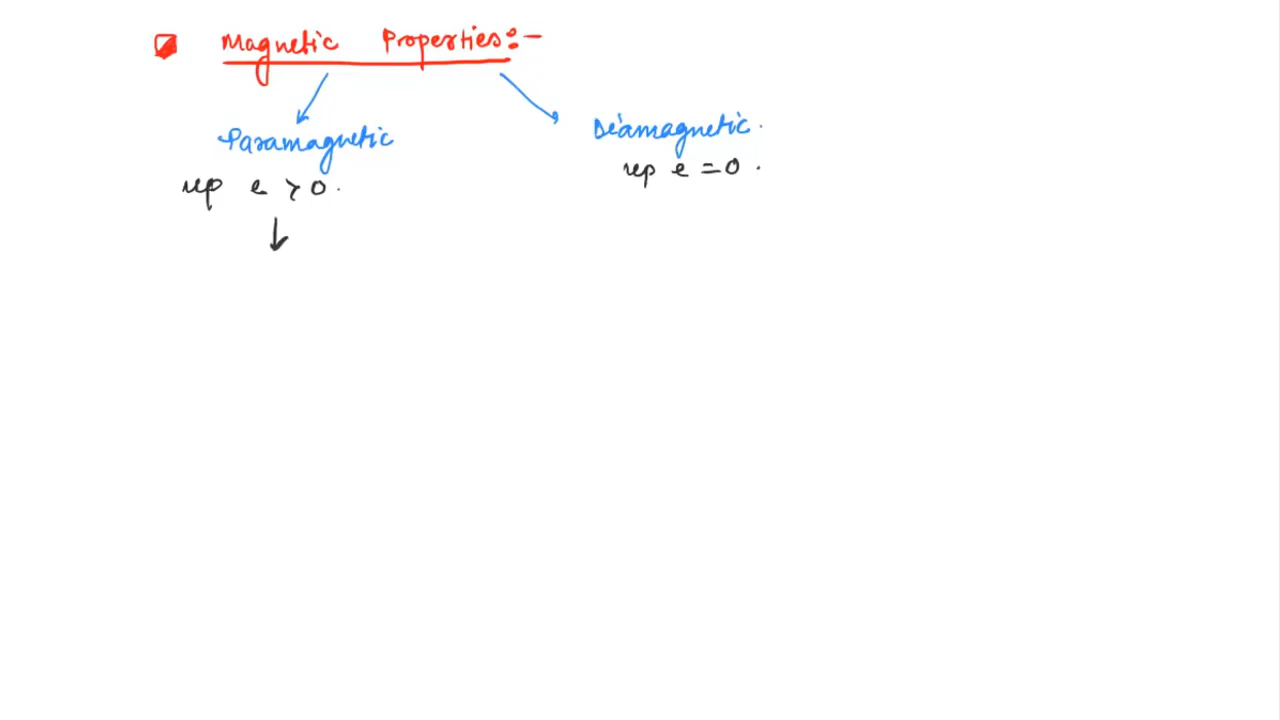 Magnetic Properties:-
Paramagnetic
Diamagnetic.
up e > 0.
up e = 0.